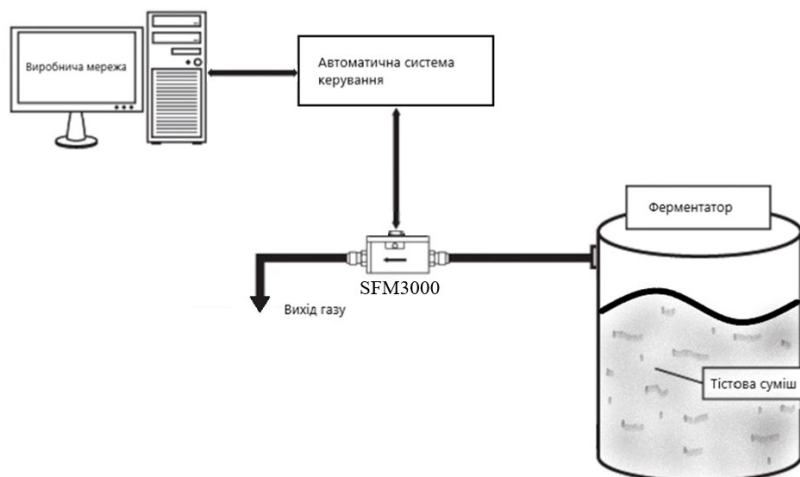 Виробнича мережа
Автоматична система
керування
Ферментатор
SFM3000
Вихід газу
Тістова суміш